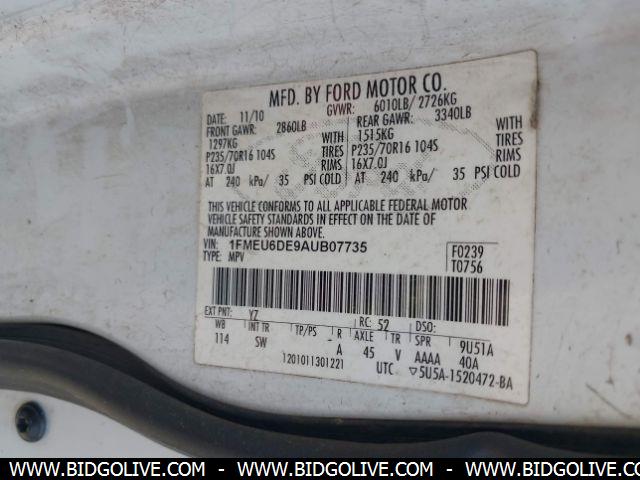 MFD. BY FORD MOTOR CO.
DATE: 11/10 GVWR: 6010LB/ 2726KG
FRONT GAWR: 2860LB REAR GAWR: 3340LB
1297KG 1515KG
P235/70R16 104S TIRES P235/70R16 104S TIRES
16X7.0J RIMS 16X7.0J RIMS
AT 240 kPa/ 35 PSI COLD AT 240 kPa/ 35 PSI COLD
THIS VEHICLE CONFORMS TO ALL APPLICABLE FEDERAL MOTOR
VEHICLE SAFETY STANDARDS IN EFFECT ON THE DATE OF
MANUFACTURE SHOWN ABOVE
VIN: 1FMEU6DE9AUB07735 F0239
TYPE: MPV T0756
EXT PNT: YZ RC: 52 DSO:
WB INT TR TP/PS R AXLE TR SPR 9U51A
114 SW A 45 V AAAA 40A
1201011301221 UTC ▽5U5A-1520472-BA
WWW.BIDGOLIVE.COM - WWW.BIDGOLIVE.COM - WWW.BIDGOLIVE.COM